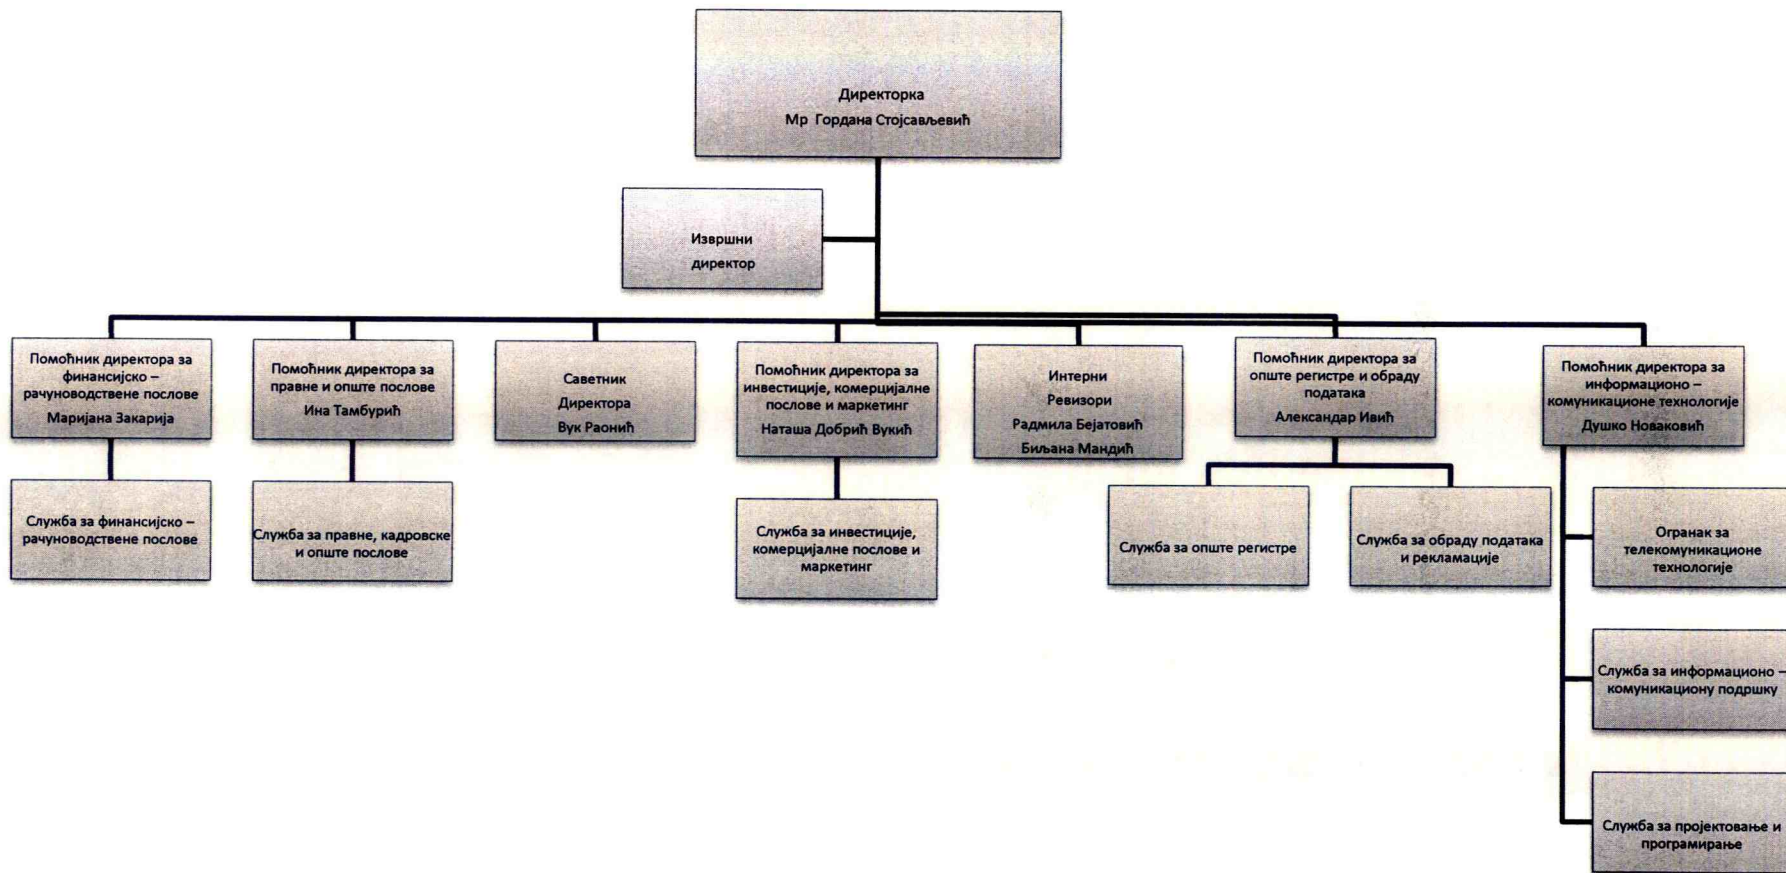 Директорка
Мр Гордана Стојсављевић
Извршни
директор
Помоћник директора за
финансијско –
рачуноводствене послове
Маријана Закарија
Помоћник директора за
правне и опште послове
Ина Тамбурић
Саветник
Директора
Вук Раонић
Помоћник директора за
инвестиције, комерцијалне
послове и маркетинг
Наташа Добрић Вукић
Интерни
Ревизори
Радмила Бејатовић
Биљана Мандић
Помоћник директора за
опште регистре и обраду
података
Александар Ивић
Помоћник директора за
информационо –
комуникационе технологије
Душко Новаковић
Служба за финансијско –
рачуноводствене послове
Служба за правне, кадровске
и опште послове
Служба за инвестиције,
комерцијалне послове и
маркетинг
Служба за опште регистре
Служба за обраду података
и рекламације
Огранак за
телекомуникационе
технологије
Служба за информационо –
комуникациону подршку
Служба за пројектовање и
програмирање